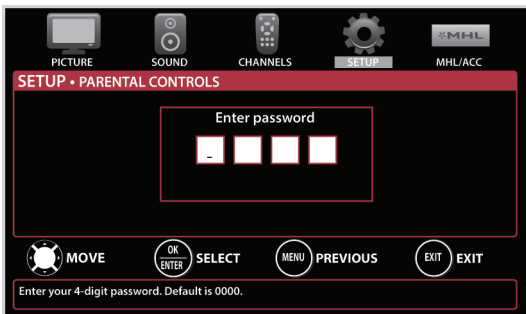 MHL
PICTURE SOUND CHANNELS SETUP MHL/ACC
SETUP • PARENTAL CONTROLS
Enter password
-
OK
ENTER
MENU
EXIT
MOVE SELECT PREVIOUS EXIT
Enter your 4-digit password. Default is 0000.